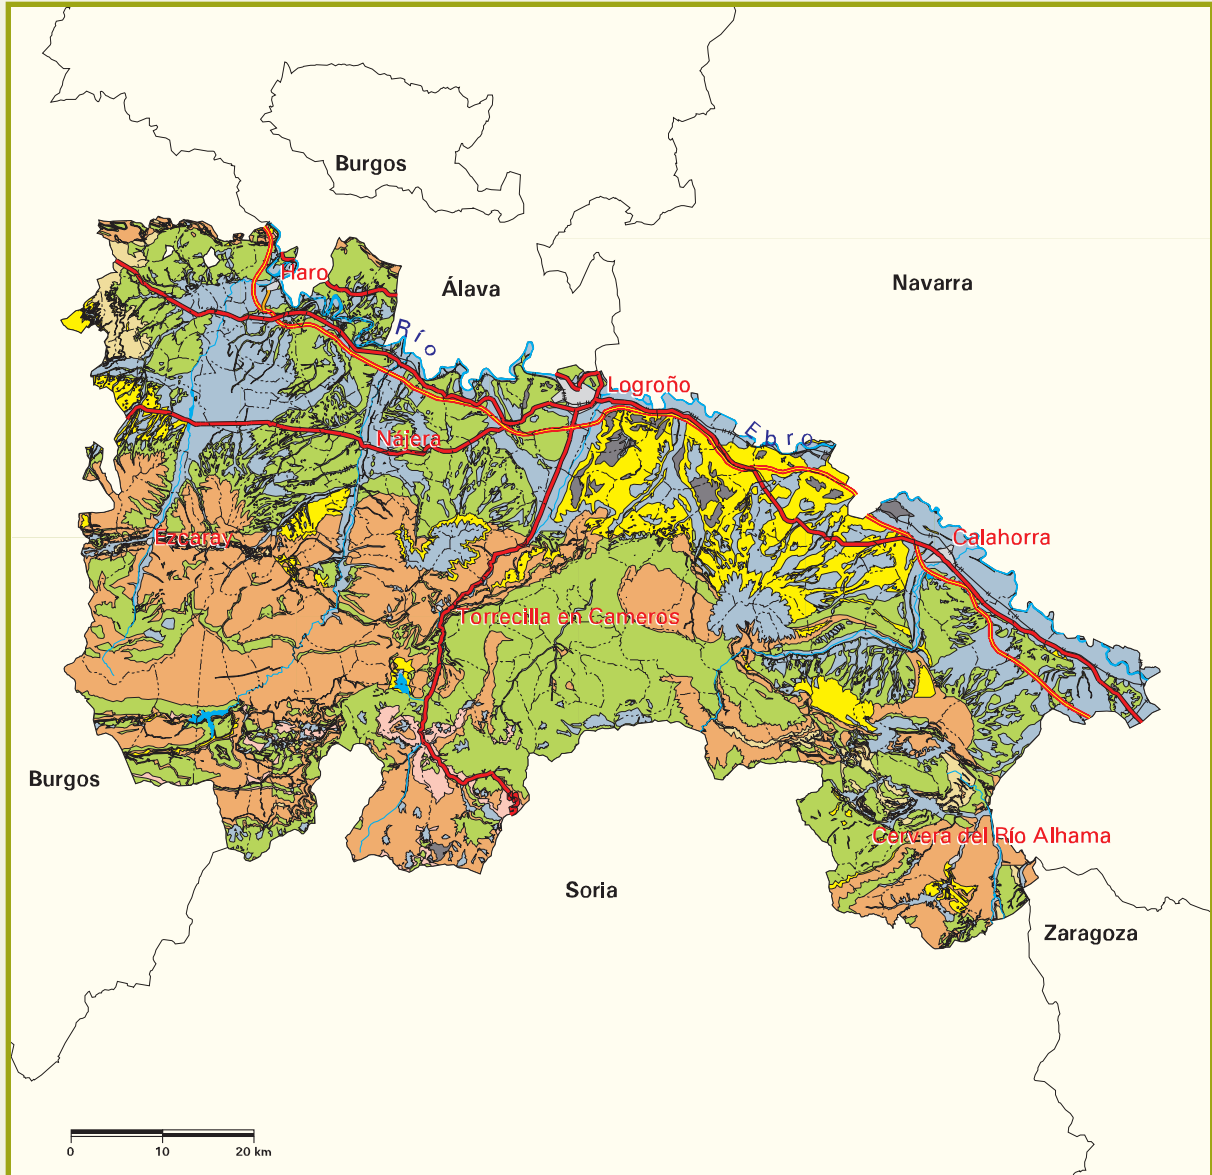 Burgos
Haro
Álava
Navarra
Río
Logroño
Nájera
Ebro
Ezcaray
Calahorra
Torrecilla en Cameros
Burgos
Cervera del Río Alhama
Soria
Zaragoza
0 10 20 km